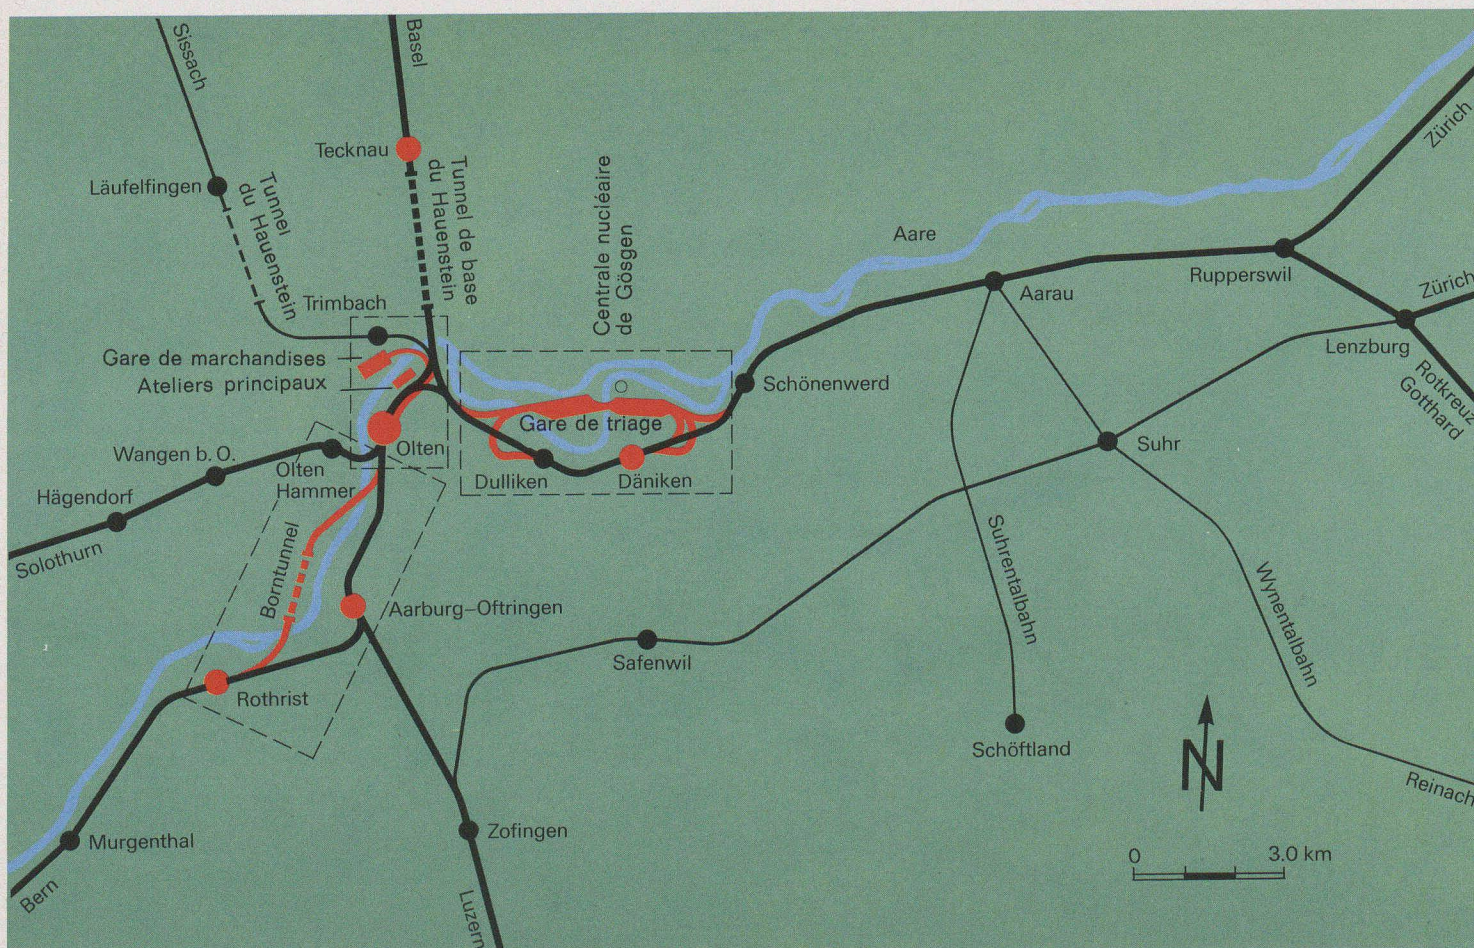 Sissach
Basel
Tecknau
Läufelfingen
Tunnel
du Hauenstein
Tunnel de base
du Hauenstein
Centrale nucléaire
de Gösgen
Aare
Zürich
Trimbach
Gare de marchandises
Ateliers principaux
Aarau
Rupperswil
Zürich
Lenzburg
Rotkreuz
Gotthard
Schönenwerd
Gare de triage
Wangen b. O.
Olten
Hammer
Olten
Dulliken
Däniken
Suhr
Hägendorf
Solothurn
Borntunnel
Suhrentalbahn
Wynentalbahn
Aarburg–Oftringen
Safenwil
Rothrist
Schöftland
N
Reinach
Murgenthal
Zofingen
0 3.0 km
Bern
Luzern